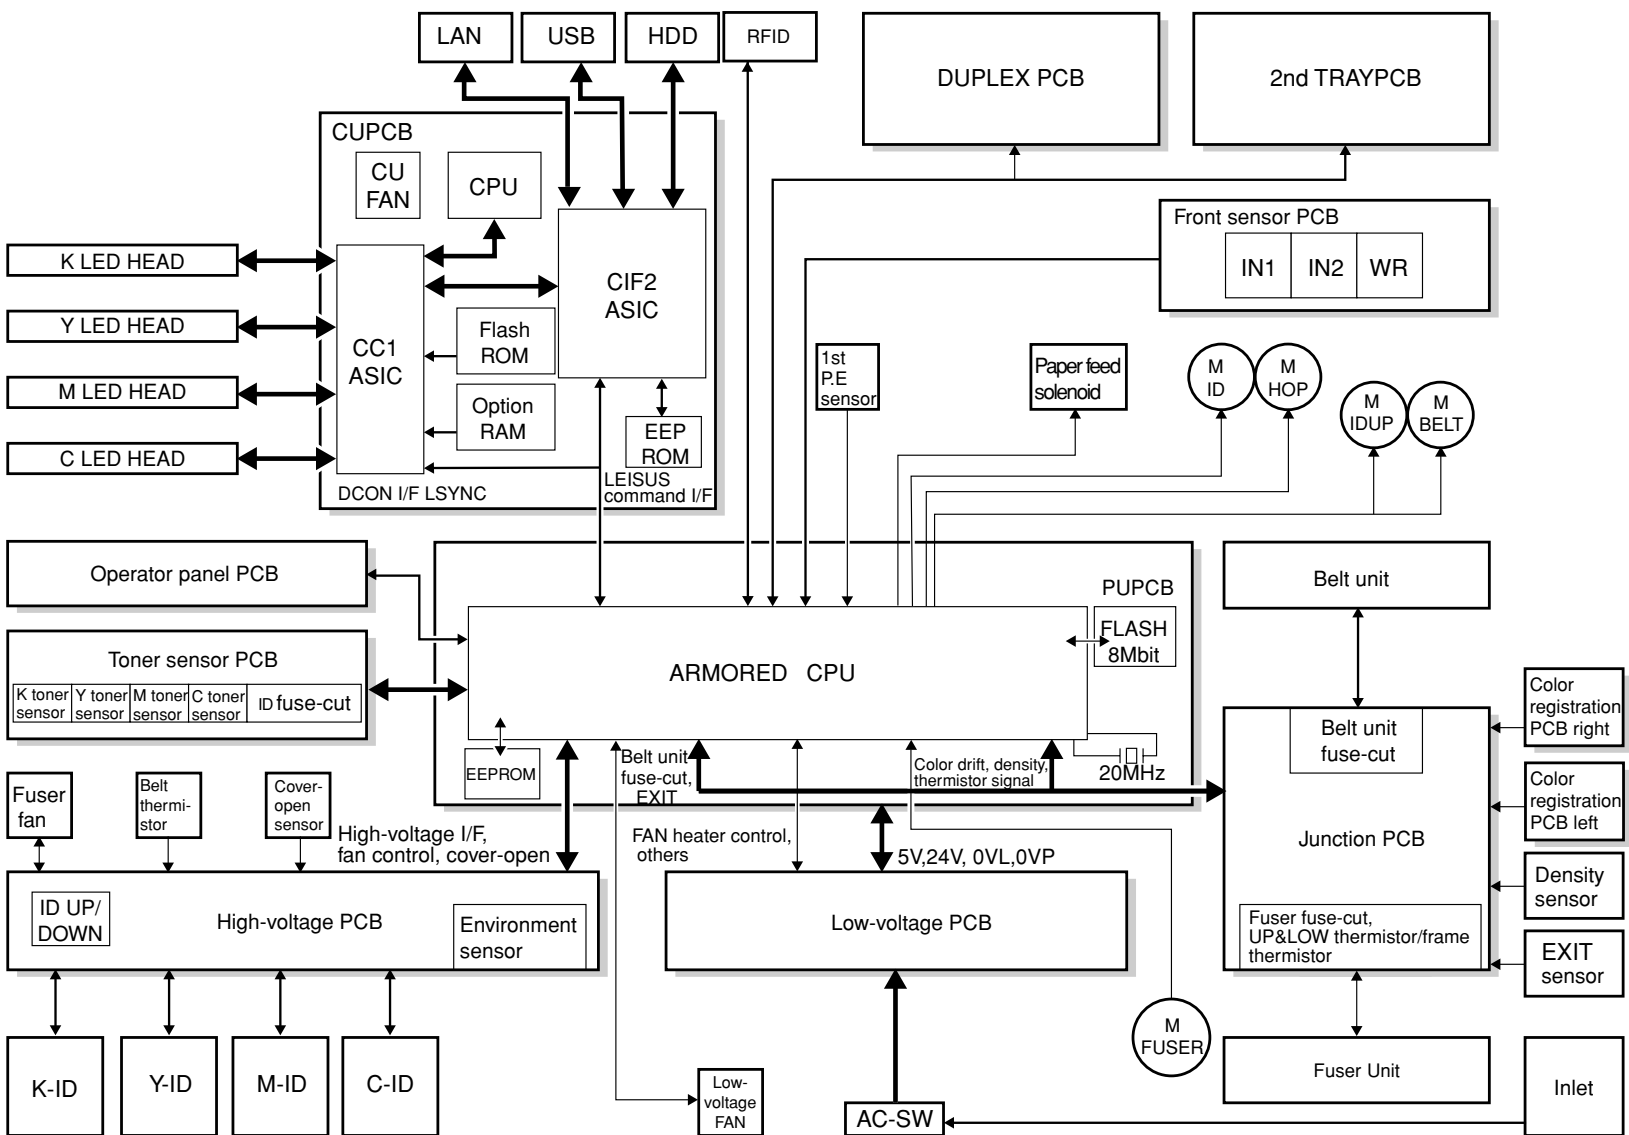 LAN
USB
HDD
RFID
DUPLEX PCB
2nd TRAYPCB
CUPCB
CU
FAN
CPU
CIF2
ASIC
CC1
ASIC
Flash
ROM
Option
RAM
EEP
ROM
DCON I/F LSYNC
LEISUS
command I/F
K LED HEAD
Y LED HEAD
M LED HEAD
C LED HEAD
Front sensor PCB
IN1
IN2
WR
1st
P.E
sensor
Paper feed
solenoid
M
ID
M
HOP
M
IDUP
M
BELT
Operator panel PCB
Toner sensor PCB
K toner
sensor
Y toner
sensor
M toner
sensor
C toner
sensor
ID fuse-cut
PUPCB
FLASH
8Mbit
ARMORED CPU
EEPROM
Belt unit
fuse-cut,
EXIT
Color drift, density,
thermistor signal
20MHz
Belt unit
Belt unit
fuse-cut
Junction PCB
Fuser fuse-cut,
UP&LOW thermistor/frame
thermistor
Color
registration
PCB right
Color
registration
PCB left
Density
sensor
EXIT
sensor
Fuser
fan
Belt
thermi-
stor
Cover-
open
sensor
High-voltage I/F,
fan control, cover-open
FAN heater control,
others
5V,24V, 0VL,0VP
ID UP/
DOWN
High-voltage PCB
Environment
sensor
Low-voltage PCB
K-ID
Y-ID
M-ID
C-ID
Low-
voltage
FAN
AC-SW
M
FUSER
Fuser Unit
Inlet